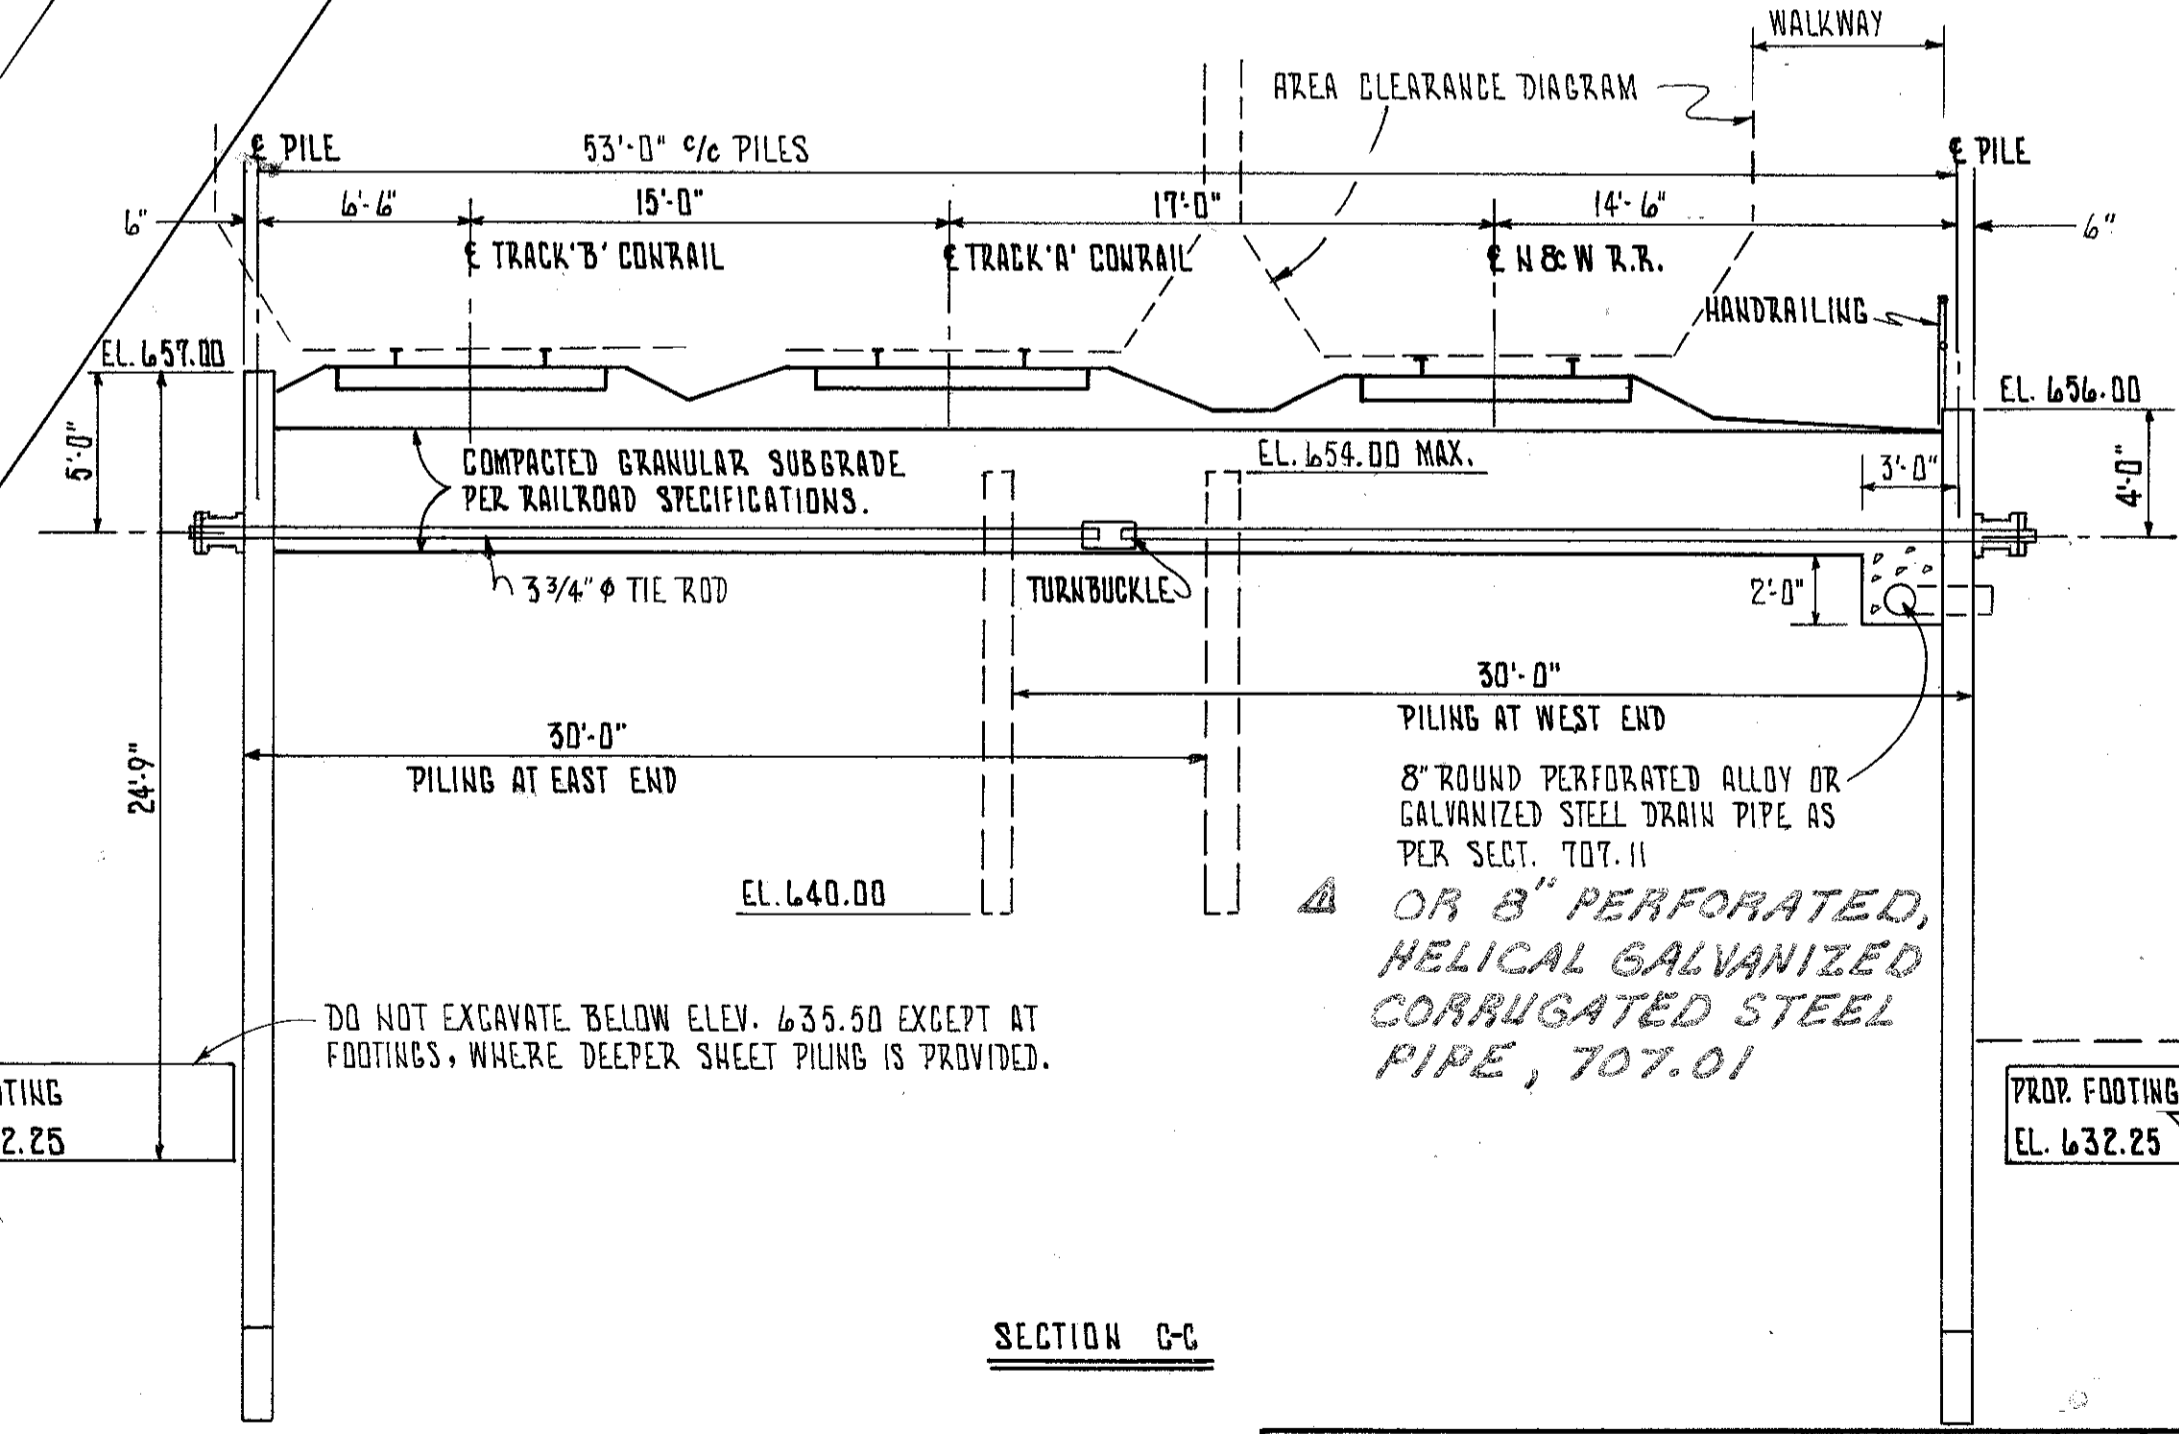 WALKWAY
AREA CLEARANCE DIAGRAM
℄ PILE
53'-0" c/c PILES
℄ PILE
6"
6'-6"
15'-0"
17'-0"
14'-6"
6"
℄ TRACK 'B' CONRAIL
℄ TRACK 'A' CONRAIL
℄ N & W R.R.
HANDRAILING
EL. 657.00
EL. 656.00
5'-0"
COMPACTED GRANULAR SUBGRADE
PER RAILROAD SPECIFICATIONS.
EL. 654.00 MAX.
3'-0"
4'-0"
3 3/4" ϕ TIE ROD
TURNBUCKLE
2'-0"
30'-0"
PILING AT WEST END
30'-0"
PILING AT EAST END
24'-9"
8" ROUND PERFORATED ALLOY OR
GALVANIZED STEEL DRAIN PIPE AS
PER SECT. 707.11
EL. 640.00
OR 8" PERFORATED,
HELICAL GALVANIZED
CORRUGATED STEEL
PIPE, 707.01
DO NOT EXCAVATE BELOW ELEV. 635.50 EXCEPT AT
FOOTINGS, WHERE DEEPER SHEET PILING IS PROVIDED.
TING
2.25
PROP. FOOTING
EL. 632.25
SECTION C-C